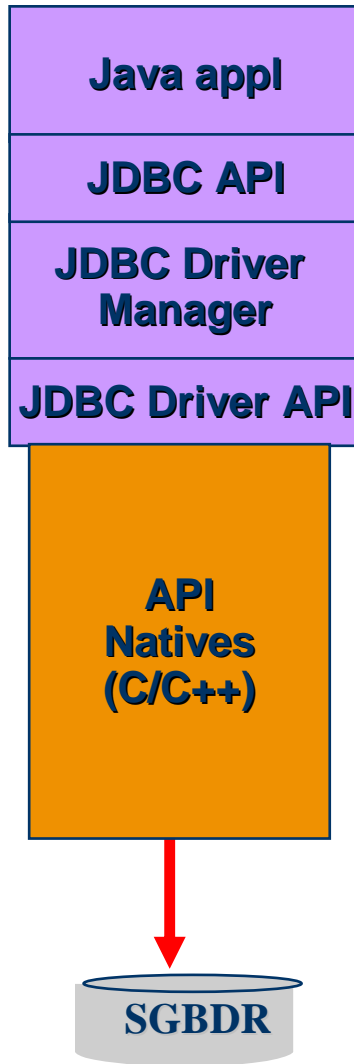 Java appl
JDBC API
JDBC Driver
Manager
JDBC Driver API
API
Natives
(C/C++)
SGBDR